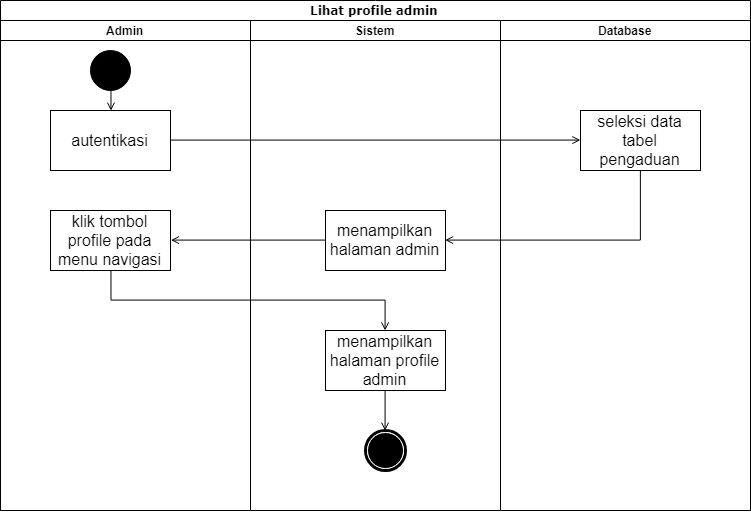 Lihat profile admin
Admin
Sistem
Database
autentikasi
seleksi data
tabel
pengaduan
klik tombol
profile pada
menu navigasi
menampilkan
halaman admin
menampilkan
halaman profile
admin